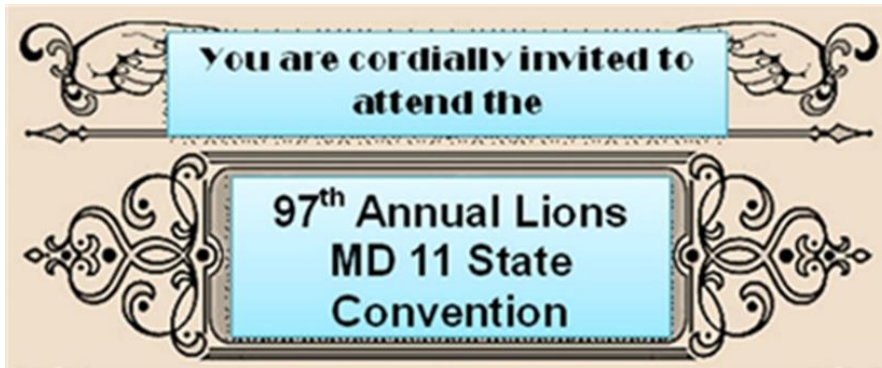 You are cordially invited to
attend the
97th Annual Lions
MD 11 State
Convention